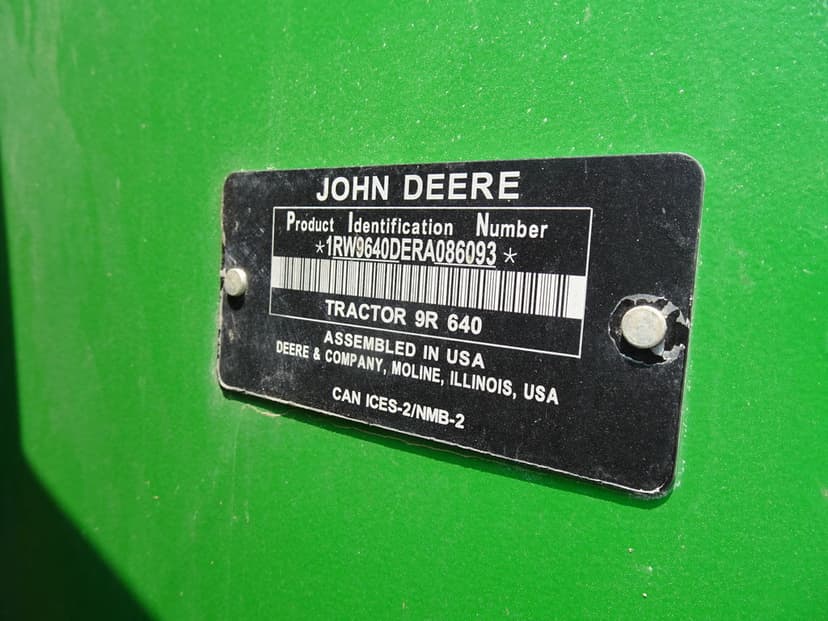 JOHN DEERE
Product Identification Number
*1RW9640DERA086093*
TRACTOR 9R 640
ASSEMBLED IN USA
DEERE & COMPANY, MOLINE, ILLINOIS, USA
CAN ICES-2/NMB-2